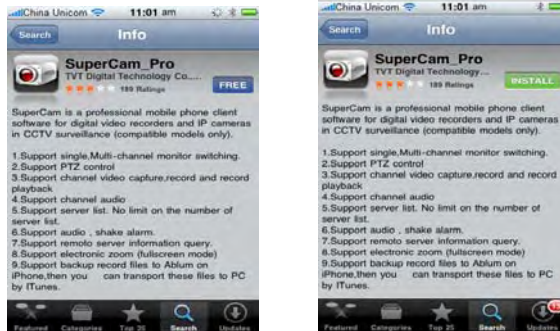 China Unicom 11:01 am
Search Info
SuperCam_Pro
TVT Digital Technology Co.....
189 Ratings
FREE
SuperCam is a professional mobile phone client
software for digital video recorders and IP cameras
in CCTV surveillance (compatible models only).
1.Support single,Multi-channel monitor switching.
2.Support PTZ control
3.Support channel video capture,record and record
playback
4.Support channel audio
5.Support server list. No limit on the number of
server list.
6.Support audio , shake alarm.
7.Support remoto server information query.
8.Support electronic zoom (fullscreen mode)
9.Support backup record files to Ablum on
iPhone,then you can transport these files to PC
by ITunes.
Featured Categories Top 25 Search Updates
China Unicom 11:01 am
Search Info
SuperCam_Pro
TVT Digital Technology...
189 Ratings
INSTALL
SuperCam is a professional mobile phone client
software for digital video recorders and IP cameras
in CCTV surveillance (compatible models only).
1.Support single,Multi-channel monitor switching.
2.Support PTZ control
3.Support channel video capture,record and record
playback
4.Support channel audio
5.Support server list. No limit on the number of
server list.
6.Support audio , shake alarm.
7.Support remoto server information query.
8.Support electronic zoom (fullscreen mode)
9.Support backup record files to Ablum on
iPhone,then you can transport these files to PC
by ITunes.
Featured Categories Top 25 Search Updates